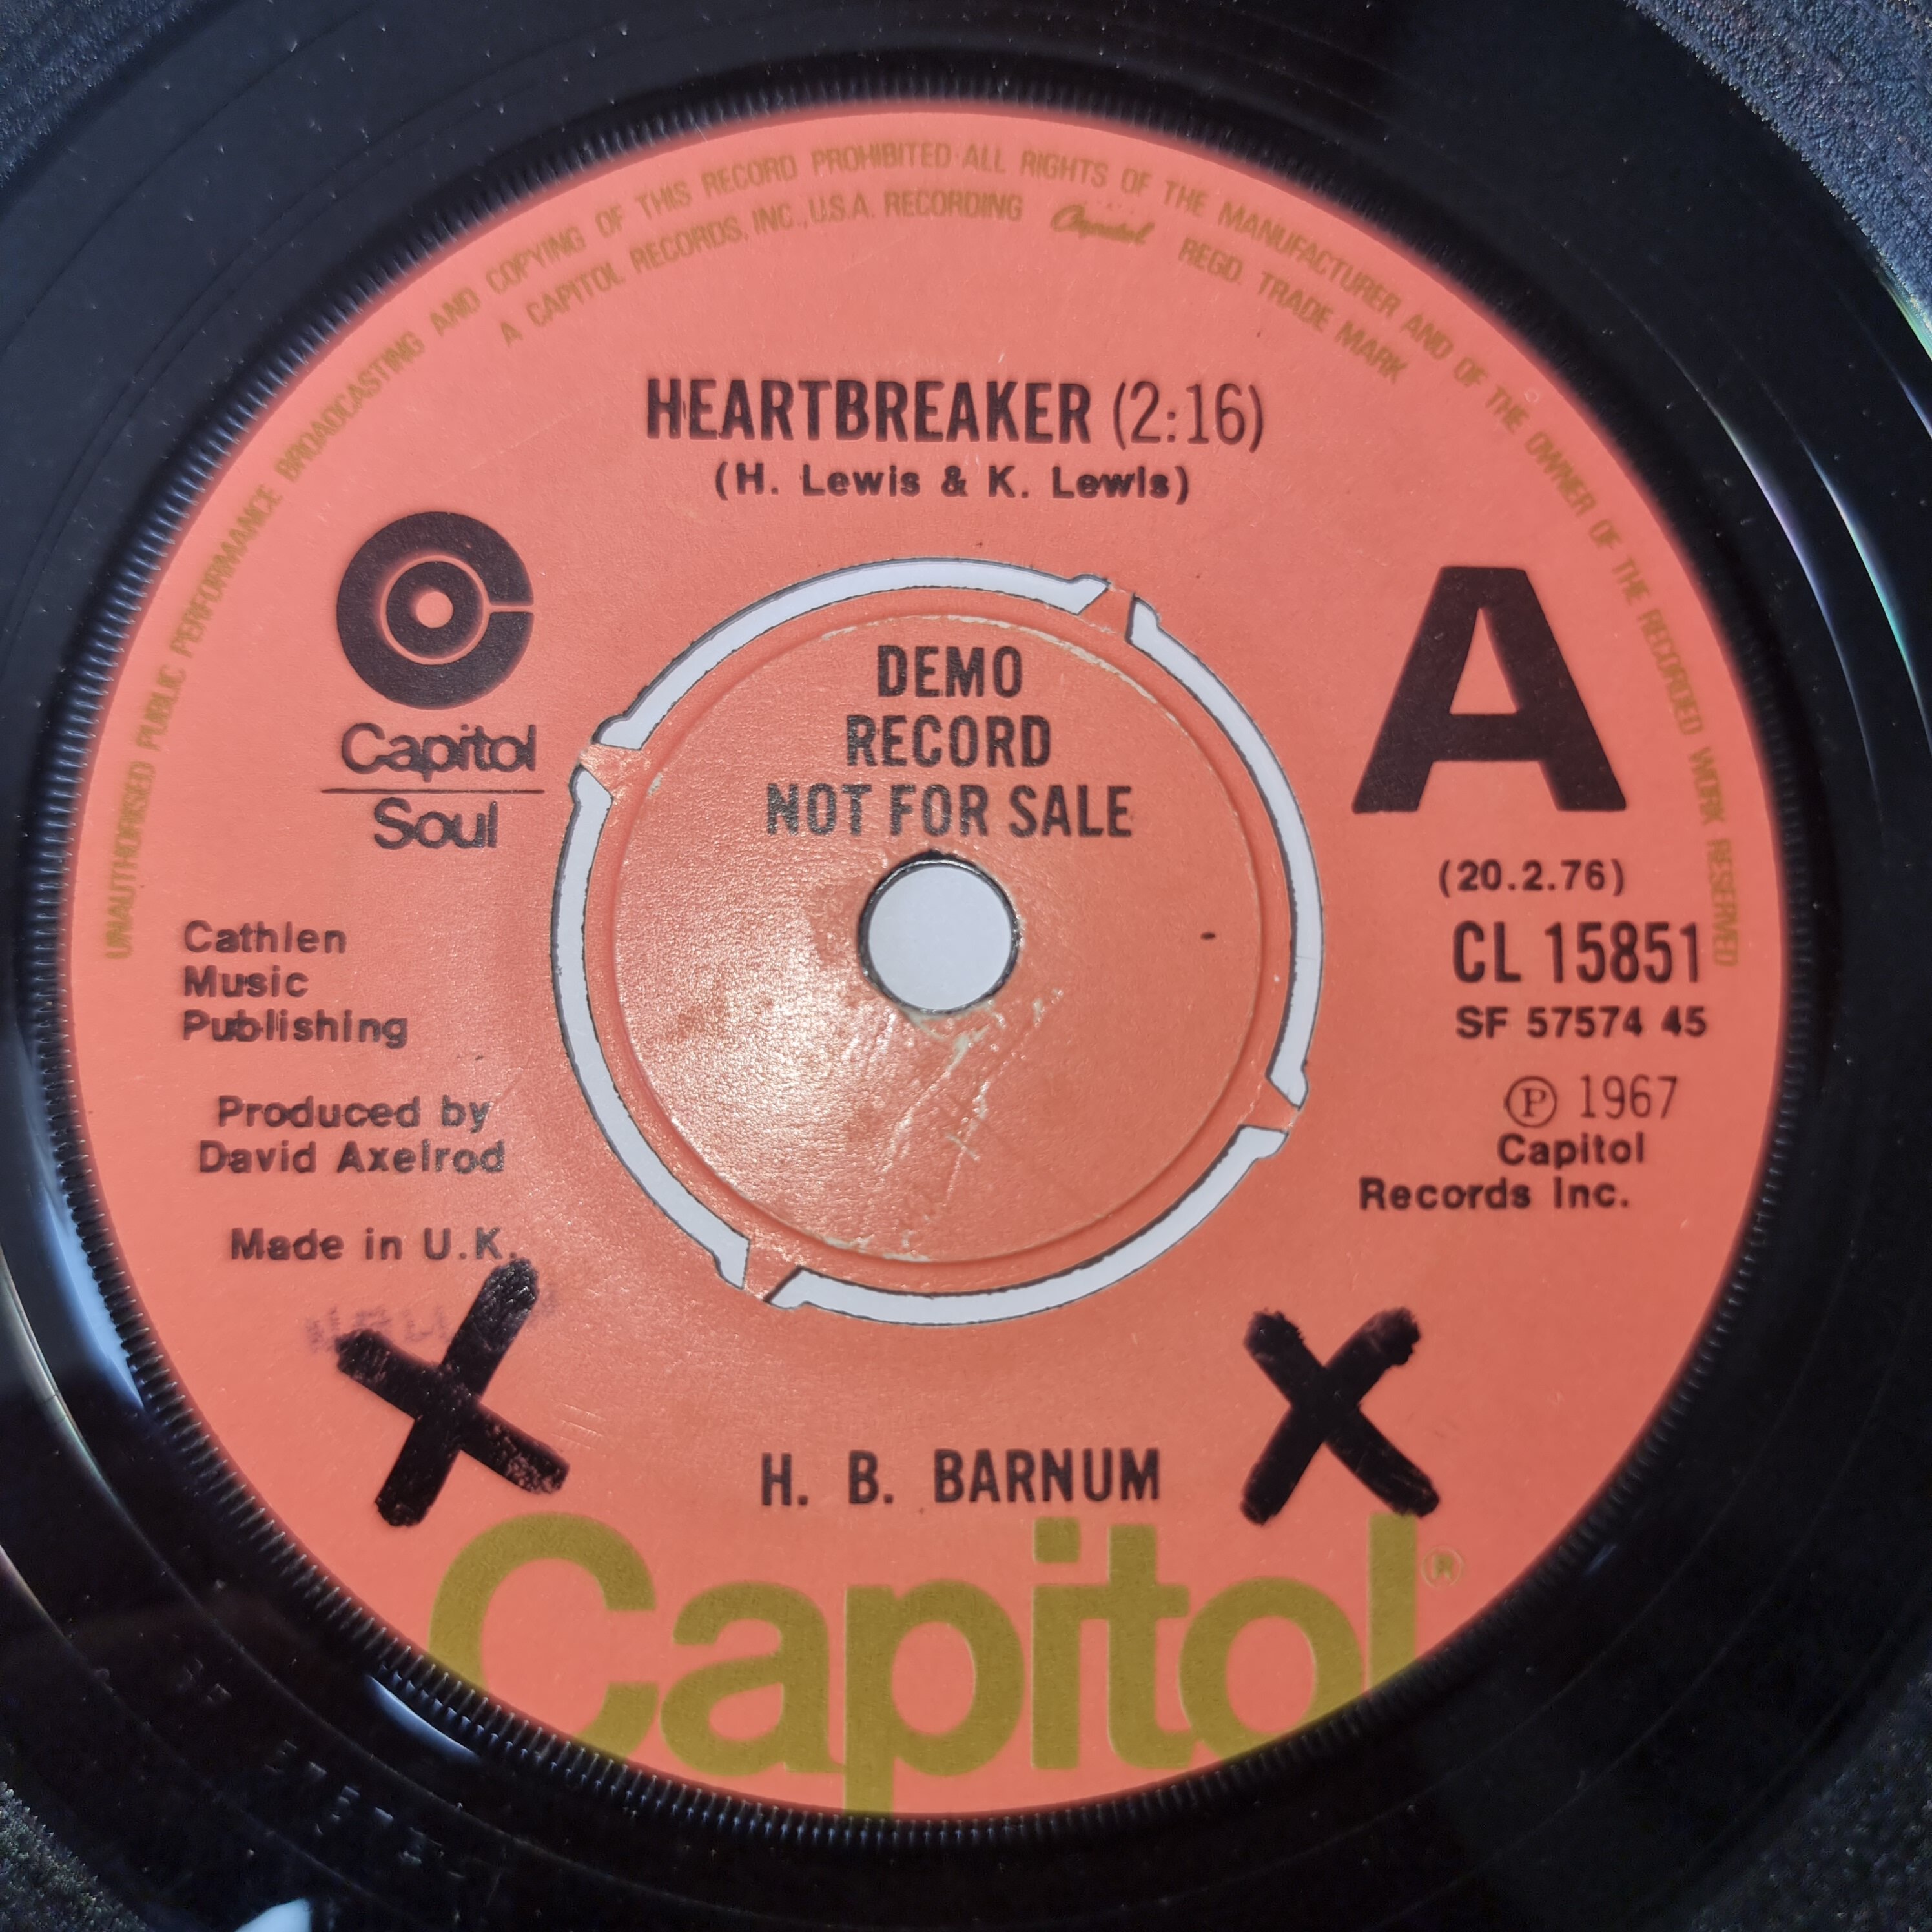 UNAUTHORISED PUBLIC PERFORMANCE BROADCASTING AND COPYING OF THIS RECORD PROHIBITED·ALL RIGHTS OF THE MANUFACTURER AND OF THE OWNER OF THE RECORDED WORK RESERVED
A CAPITOL RECORDS, INC., U.S.A. RECORDING Capitol REGD. TRADE MARK
HEARTBREAKER (2:16)
(H. Lewis & K. Lewis)
Capitol
Soul
DEMO
RECORD
NOT FOR SALE
A
(20.2.76)
CL 15851
SF 57574 45
Ⓟ 1967
Capitol
Records Inc.
Cathlen
Music
Publishing
Produced by
David Axelrod
Made in U.K.
H. B. BARNUM
Capitol®